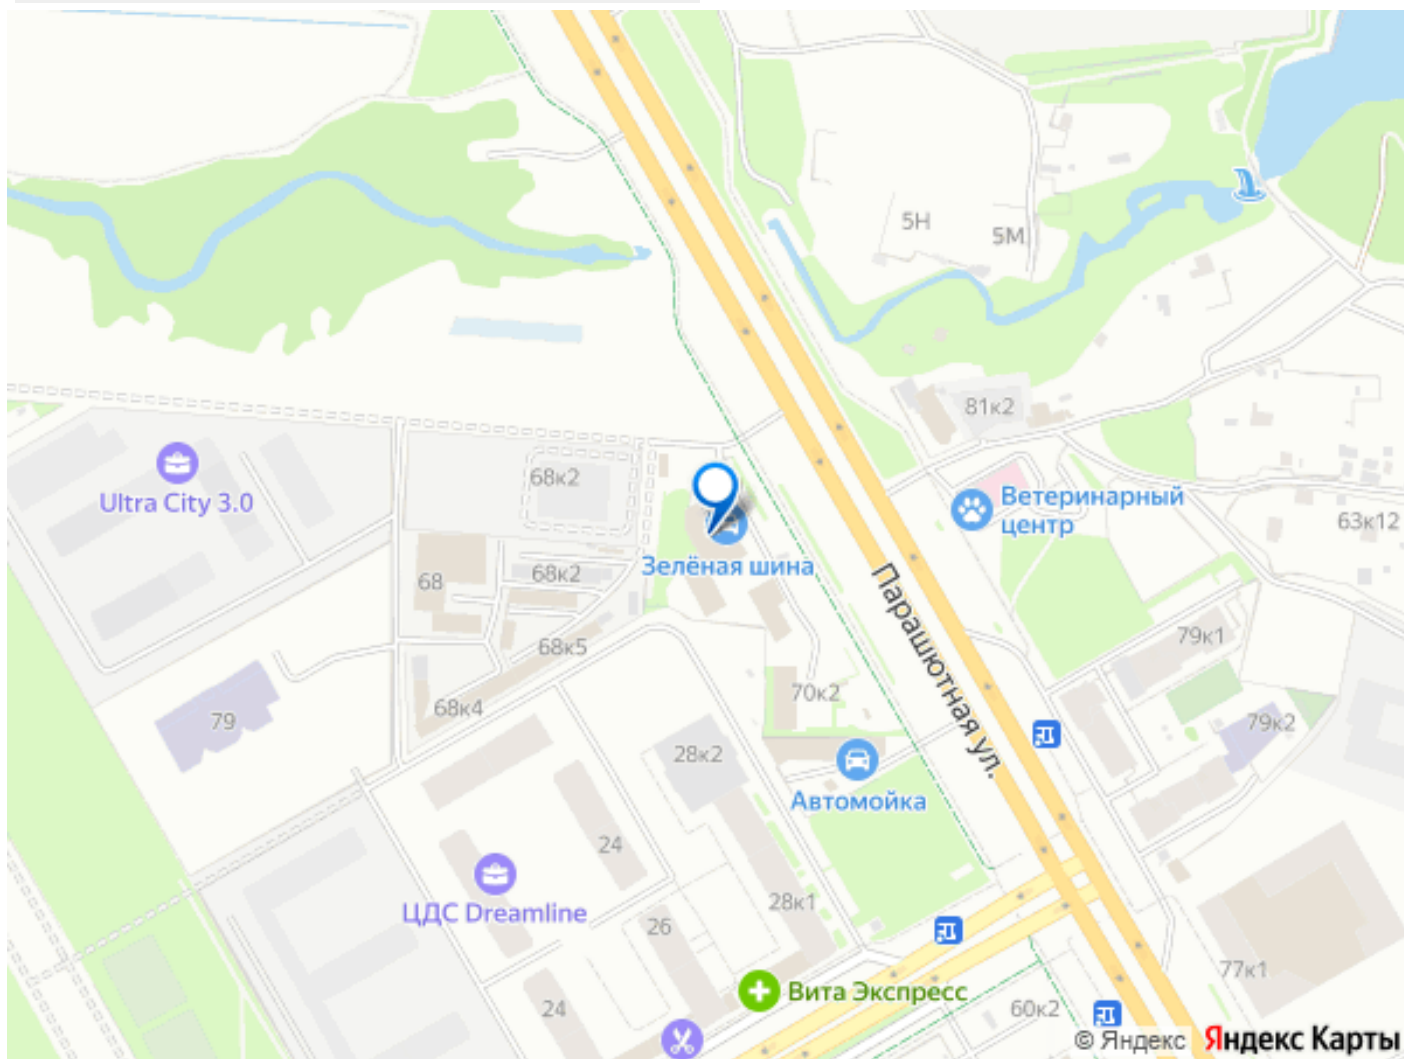 5Н
5М
81к2
Ultra City 3.0
68к2
Ветеринарный
центр
63к12
Зелёная шина
68
68к2
Парашютная ул.
79к1
68к5
70к2
68к4
79
79к2
28к2
Автомойка
24
ЦДС Dreamline
28к1
26
77к1
Вита Экспресс
24
60к2
© Яндекс Яндекс Карты